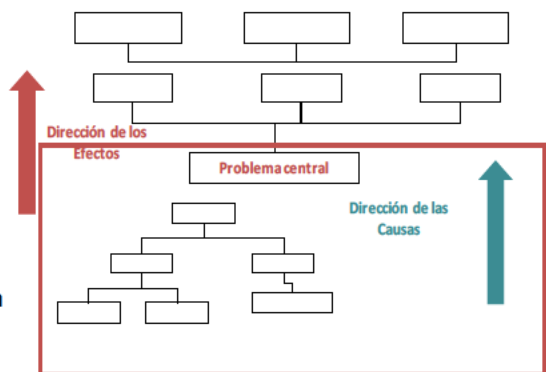 Dirección de los
Efectos
Problema central
Dirección de las
Causas